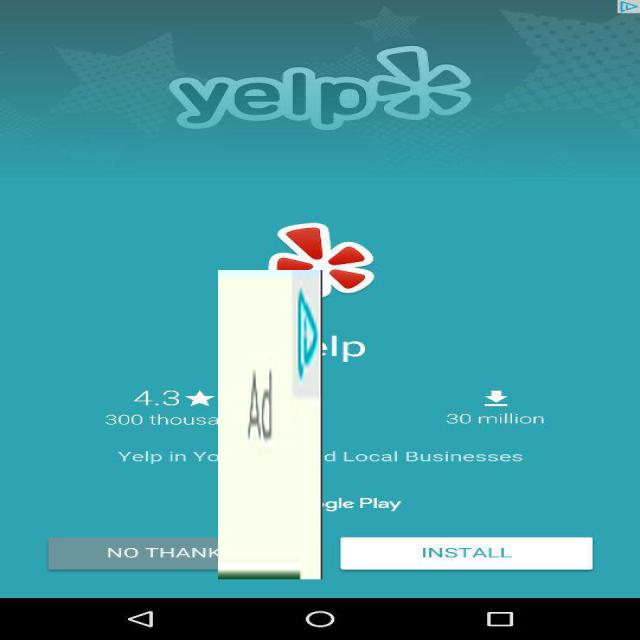 yelp
elp
4.3
300 thousa
30 million
Yelp in Yo d Local Businesses
gle Play
NO THANK
INSTALL
Ad